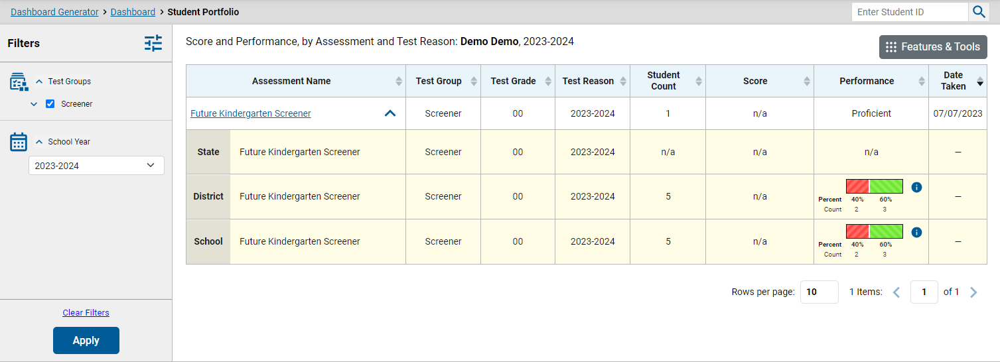 Dashboard Generator > Dashboard > Student Portfolio
Enter Student ID
Filters
Test Groups
Screener
School Year
2023-2024
Clear Filters
Apply
Score and Performance, by Assessment and Test Reason: Demo Demo, 2023-2024
Features & Tools
Assessment Name Test Group Test Grade Test Reason Student Count Score Performance Date Taken
Future Kindergarten Screener Screener 00 2023-2024 1 n/a Proficient 07/07/2023
State Future Kindergarten Screener Screener 00 2023-2024 n/a n/a n/a —
District Future Kindergarten Screener Screener 00 2023-2024 5 n/a —
Percent 40% 60%
Count 2 3
School Future Kindergarten Screener Screener 00 2023-2024 5 n/a —
Percent 40% 60%
Count 2 3
Rows per page: 10 1 Items: 1 of 1